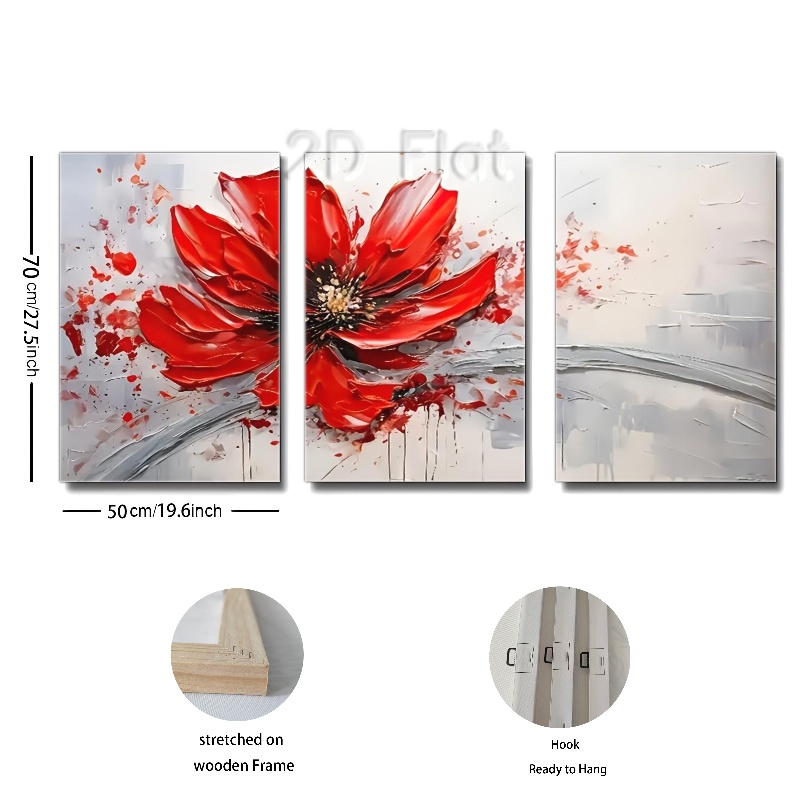 2D Flat
70 cm/27.5inch
50 cm/19.6inch
stretched on
wooden Frame
Hook
Ready to Hang